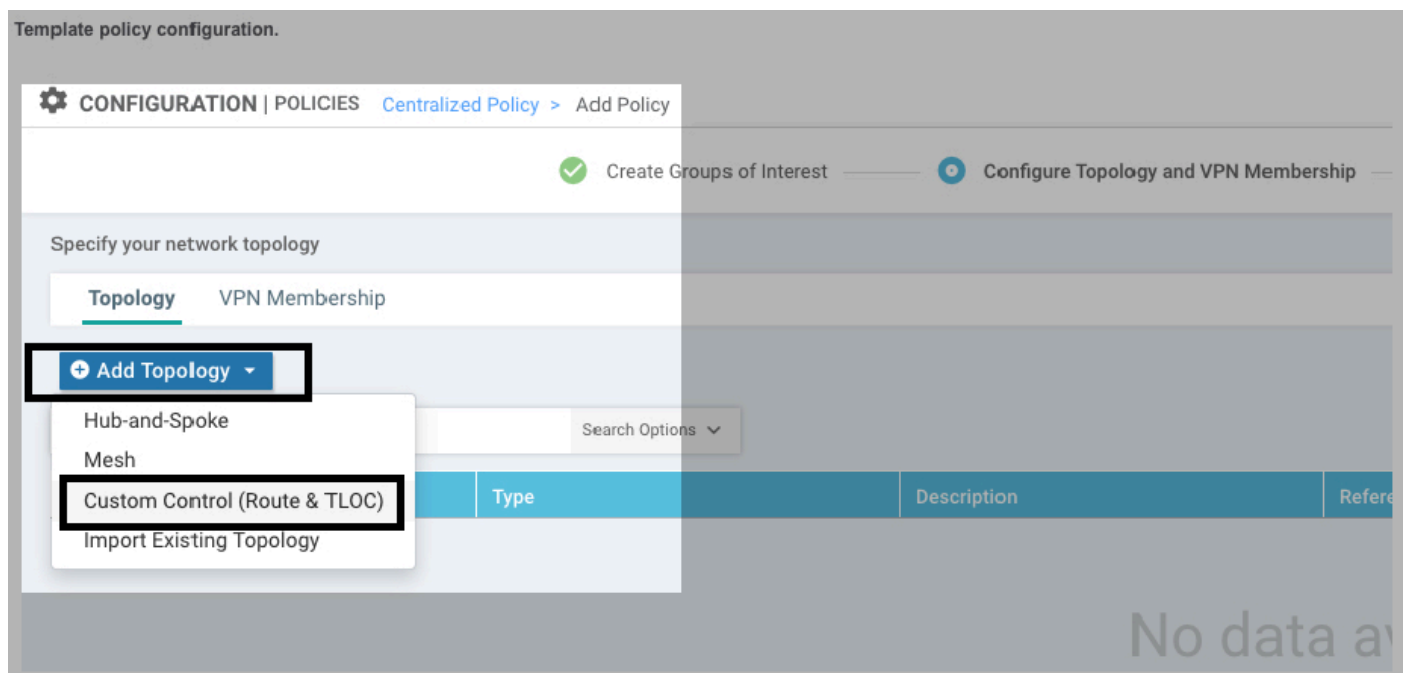 Template policy configuration.
CONFIGURATION | POLICIES Centralized Policy > Add Policy
Create Groups of Interest Configure Topology and VPN Membership
Specify your network topology
Topology VPN Membership
Add Topology
Hub-and-Spoke
Search Options
Mesh
Custom Control (Route & TLOC)
Type Description Refere
Import Existing Topology
No data av